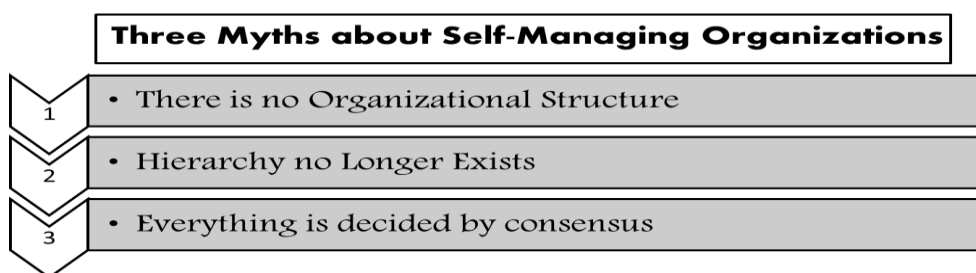 Three Myths about Self-Managing Organizations
1
• There is no Organizational Structure
2
• Hierarchy no Longer Exists
3
• Everything is decided by consensus